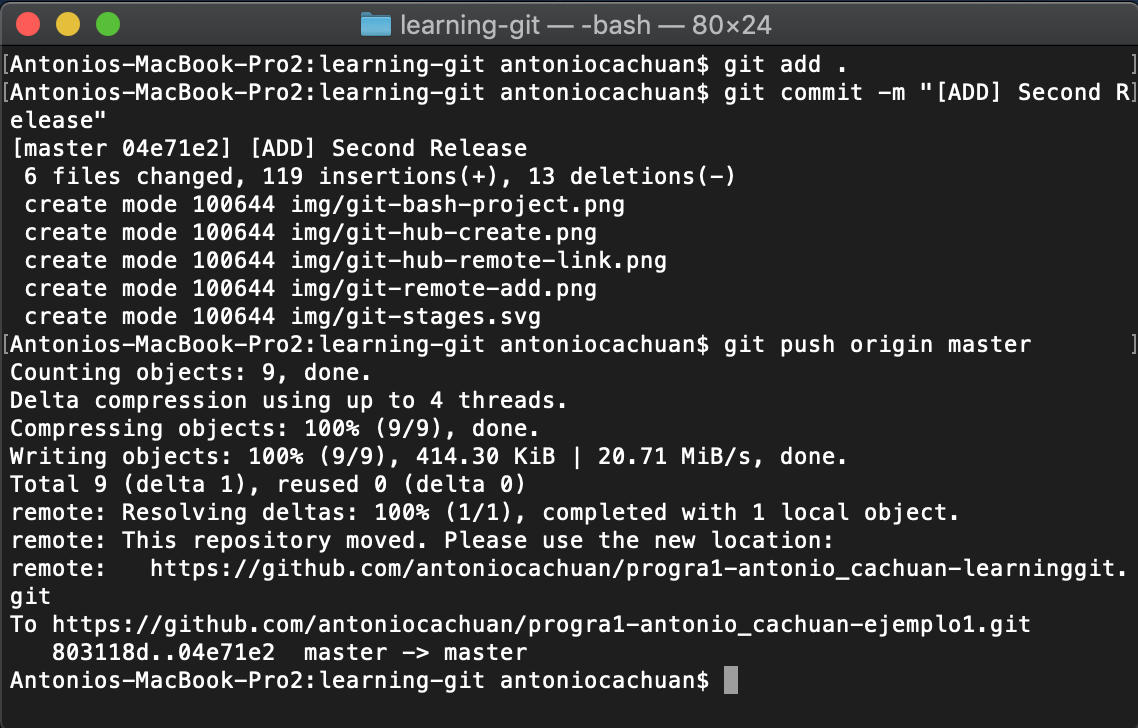 learning-git — -bash — 80×24
[Antonios-MacBook-Pro2:learning-git antoniocachuan$ git add . ]
[Antonios-MacBook-Pro2:learning-git antoniocachuan$ git commit -m "[ADD] Second R]
elease"
[master 04e71e2] [ADD] Second Release
 6 files changed, 119 insertions(+), 13 deletions(-)
 create mode 100644 img/git-bash-project.png
 create mode 100644 img/git-hub-create.png
 create mode 100644 img/git-hub-remote-link.png
 create mode 100644 img/git-remote-add.png
 create mode 100644 img/git-stages.svg
[Antonios-MacBook-Pro2:learning-git antoniocachuan$ git push origin master ]
Counting objects: 9, done.
Delta compression using up to 4 threads.
Compressing objects: 100% (9/9), done.
Writing objects: 100% (9/9), 414.30 KiB | 20.71 MiB/s, done.
Total 9 (delta 1), reused 0 (delta 0)
remote: Resolving deltas: 100% (1/1), completed with 1 local object.
remote: This repository moved. Please use the new location:
remote:   https://github.com/antoniocachuan/progra1-antonio_cachuan-learninggit.
git
To https://github.com/antoniocachuan/progra1-antonio_cachuan-ejemplo1.git
   803118d..04e71e2  master -> master
Antonios-MacBook-Pro2:learning-git antoniocachuan$